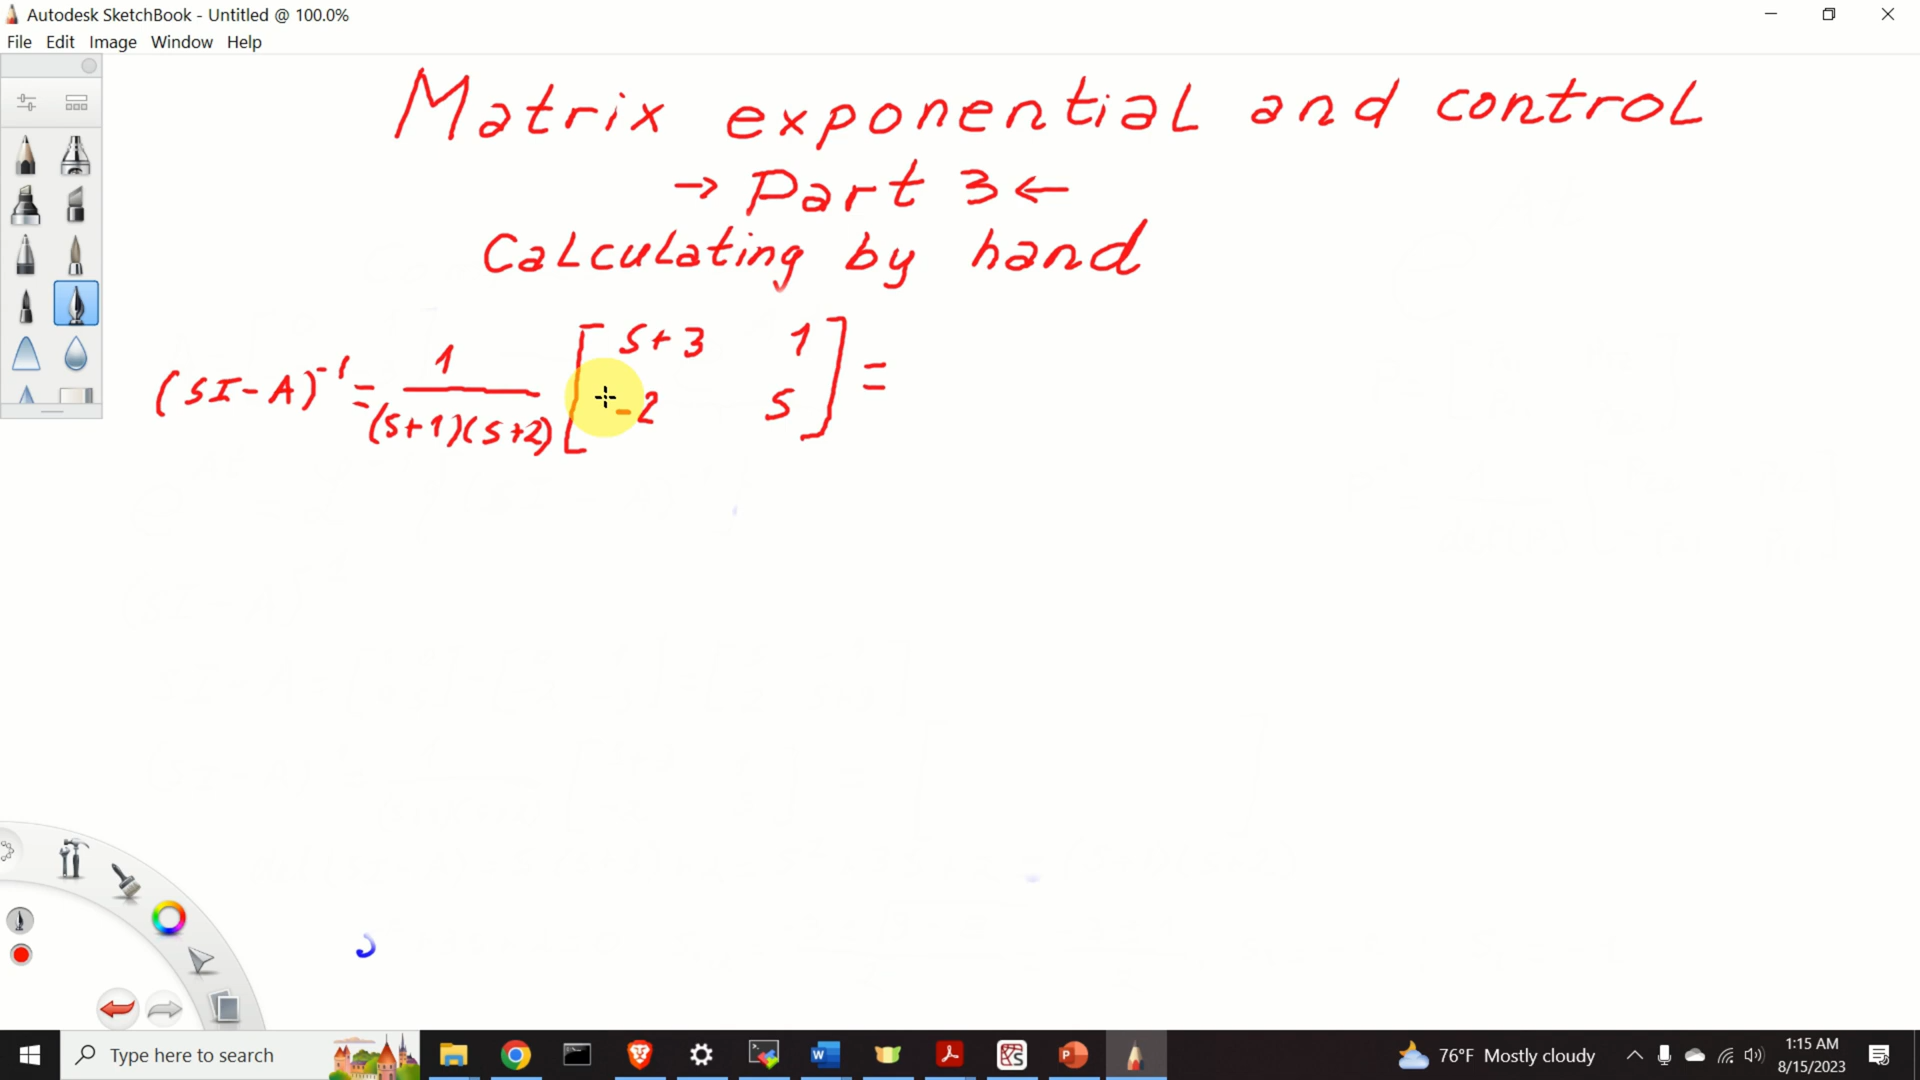 Autodesk SketchBook - Untitled @ 100.0%
File Edit Image Window Help
Matrix exponential and control
→ Part 3 ←
Calculating by hand
(sI-A)⁻¹ = 1/((s+1)(s+2)) [s+3 1; -2 s] =
Type here to search
76°F Mostly cloudy
1:15 AM
8/15/2023